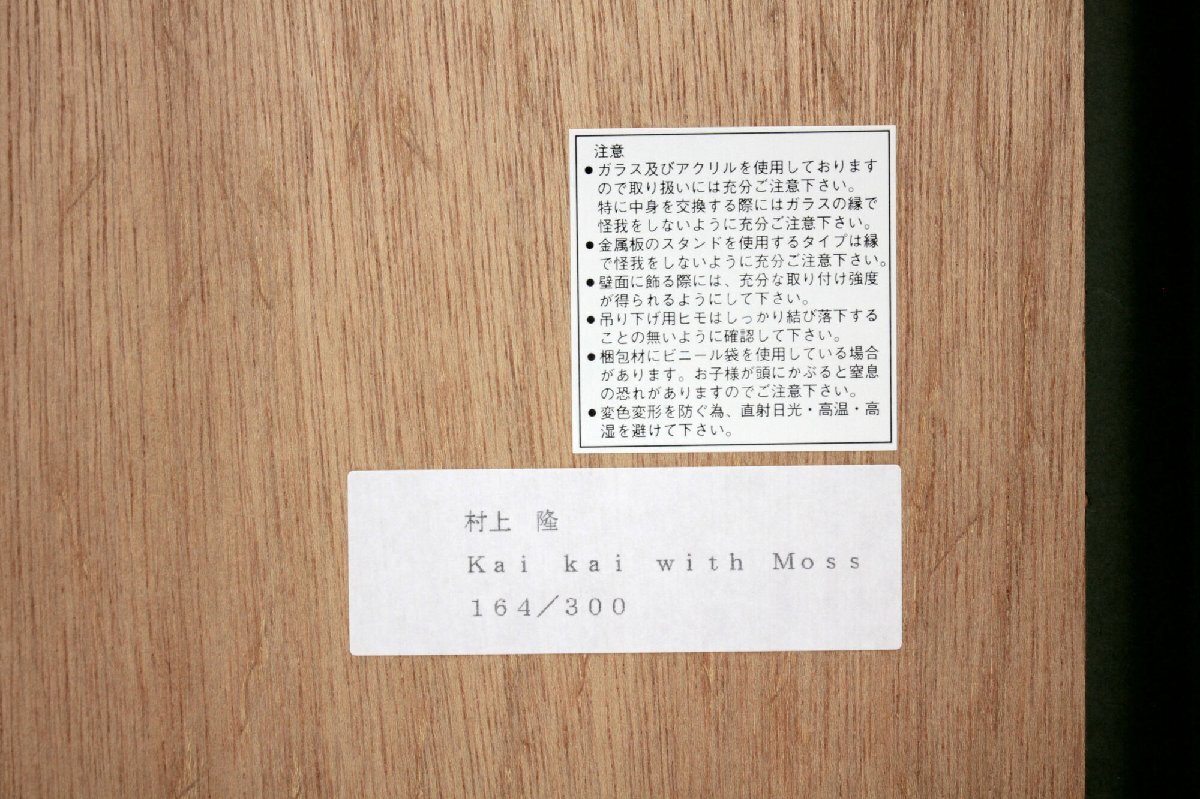 注意
●ガラス及びアクリルを使用しております
ので取り扱いには充分ご注意下さい。
特に中身を交換する際にはガラスの縁で
怪我をしないように充分ご注意下さい。
●金属板のスタンドを使用するタイプは縁
で怪我をしないように充分ご注意下さい。
●壁面に飾る際には、充分な取り付け強度
が得られるようにして下さい。
●吊り下げ用ヒモはしっかり結び落下する
ことの無いように確認して下さい。
●梱包材にビニール袋を使用している場合
があります。お子様が頭にかぶると窒息
の恐れがありますのでご注意下さい。
●変色変形を防ぐ為、直射日光・高温・高
湿を避けて下さい。
村上 隆
Kai kai with Moss
164/300